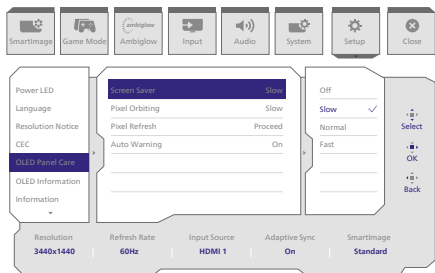 SmartImage
Game Mode
ambiglow
Ambiglow
Input
Audio
System
Setup
Close
Power LED
Language
Resolution Notice
CEC
OLED Panel Care
OLED Information
Information
Screen Saver Slow
Pixel Orbiting Slow
Pixel Refresh Proceed
Auto Warning On
Off
Slow
Normal
Fast
Select
OK
Back
Resolution Refresh Rate Input Source Adaptive Sync SmartImage
3440x1440 60Hz HDMI 1 On Standard